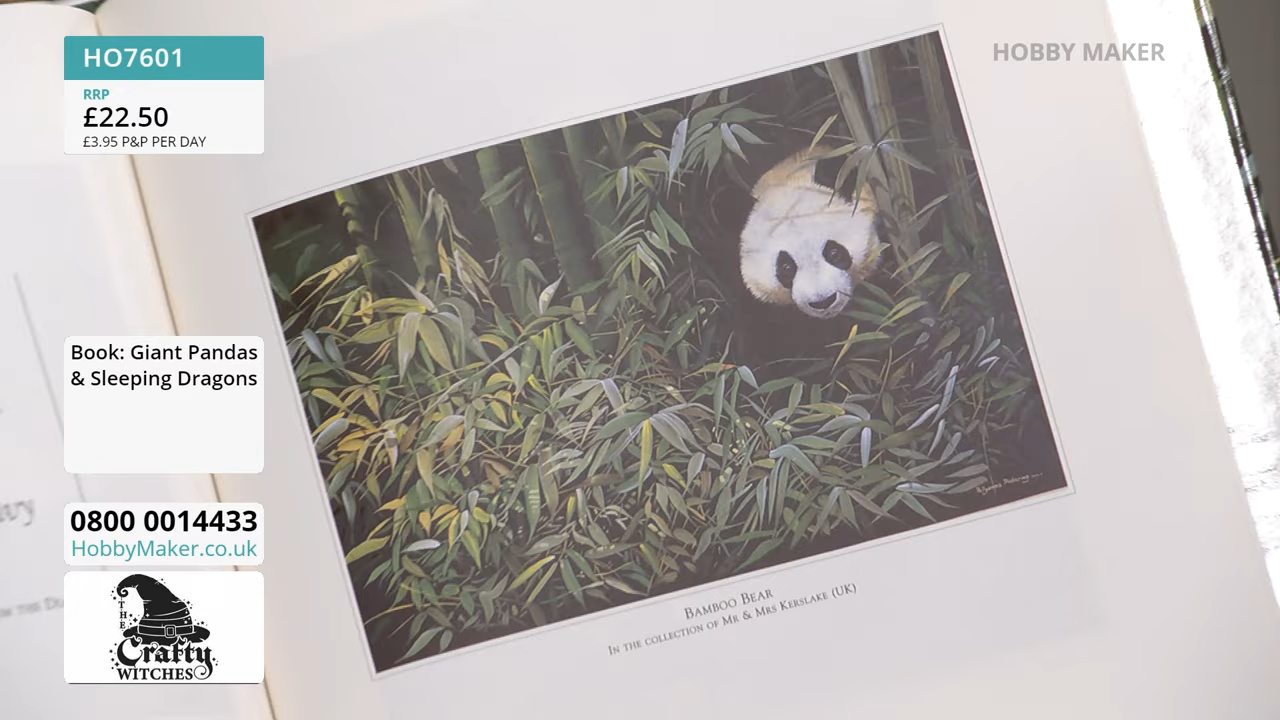 HO7601
RRP
£22.50
£3.95 P&P PER DAY
HOBBY MAKER
Book: Giant Pandas
& Sleeping Dragons
0800 0014433
HobbyMaker.co.uk
THE
Crafty
WITCHES
BAMBOO BEAR
IN THE COLLECTION OF MR & MRS KERSLAKE (UK)